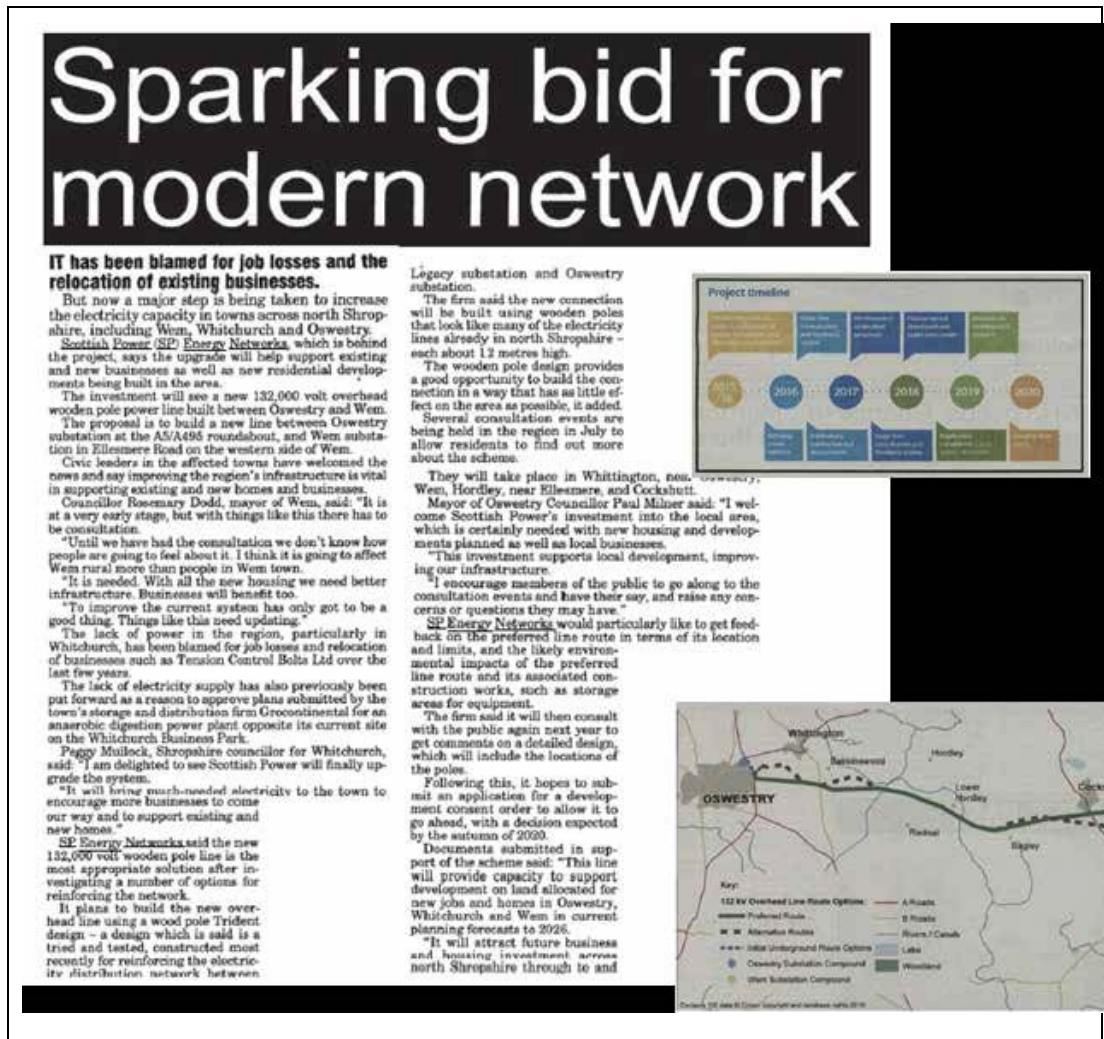 Sparking bid for
modern network
IT has been blamed for job losses and the
relocation of existing businesses.
But now a major step is being taken to increase
the electricity capacity in towns across north Shrop-
shire, including Wem, Whitchurch and Oswestry.
Scottish Power (SP) Energy Networks, which is behind
the project, says the upgrade will help support existing
and new businesses as well as new residential develop-
ments being built in the area.
The investment will see a new 132,000 volt overhead
wooden pole power line built between Oswestry and Wem.
The proposal is to build a new line between Oswestry
substation at the A5/A495 roundabout, and Wem substa-
tion in Ellesmere Road on the western side of Wem.
Civic leaders in the affected towns have welcomed the
news and say improving the region's infrastructure is vital
in supporting existing and new homes and businesses.
Councillor Rosemary Dodd, mayor of Wem, said: "It is
at a very early stage, but with things like this there has to
be consultation.
"Until we have had the consultation we don't know how
people are going to feel about it. I think it is going to affect
Wem rural more than people in Wem town.
"It is needed. With all the new housing we need better
infrastructure. Businesses will benefit too.
"To improve the current system has only got to be a
good thing. Things like this need updating."
The lack of power in the region, particularly in
Whitchurch, has been blamed for job losses and relocation
of businesses such as Tension Control Bolts Ltd over the
last few years.
The lack of electricity supply has also previously been
put forward as a reason to approve plans submitted by the
town's storage and distribution firm Grocontinental for an
anaerobic digestion power plant opposite its current site
on the Whitchurch Business Park.
Peggy Mullock, Shropshire councillor for Whitchurch,
said: "I am delighted to see Scottish Power will finally up-
grade the system.
"It will bring much-needed electricity to the town to
encourage more businesses to come
our way and to support existing and
new homes."
SP Energy Networks said the new
132,000 volt wooden pole line is the
most appropriate solution after in-
vestigating a number of options for
reinforcing the network.
It plans to build the new over-
head line using a wood pole Trident
design – a design which is said is a
tried and tested, constructed most
recently for reinforcing the electric-
ity distribution network between
Legacy substation and Oswestry
substation.
The firm said the new connection
will be built using wooden poles
that look like many of the electricity
lines already in north Shropshire –
each about 12 metres high.
The wooden pole design provides
a good opportunity to build the con-
nection in a way that has as little ef-
fect on the area as possible, it added.
Several consultation events are
being held in the region in July to
allow residents to find out more
about the scheme.
They will take place in Whittington, near Oswestry,
Wem, Hordley, near Ellesmere, and Cockshutt.
Mayor of Oswestry Councillor Paul Milner said: "I wel-
come Scottish Power's investment into the local area,
which is certainly needed with new housing and develop-
ments planned as well as local businesses.
"This investment supports local development, improv-
ing our infrastructure.
"I encourage members of the public to go along to the
consultation events and have their say, and raise any con-
cerns or questions they may have."
SP Energy Networks would particularly like to get feed-
back on the preferred line route in terms of its location
and limits, and the likely environ-
mental impacts of the preferred
line route and its associated con-
struction works, such as storage
areas for equipment.
The firm said it will then consult
with the public again next year to
get comments on a detailed design,
which will include the locations of
the poles.
Following this, it hopes to sub-
mit an application for a develop-
ment consent order to allow it to
go ahead, with a decision expected
by the autumn of 2020.
Documents submitted in sup-
port of the scheme said: "This line
will provide capacity to support
development on land allocated for
new jobs and homes in Oswestry,
Whitchurch and Wem in current
planning forecasts to 2026.
"It will attract future business
and housing investment across
north Shropshire through to and
Project timeline
2016
2017
2018
2019
2020
Whittington
Babbinswood
Hordley
OSWESTRY
Lower
Hordley
Cocks
Rednal
Bagley
Key:
132 kV Overhead Line Route Options:
Preferred Route
Alternative Routes
Initial Underground Route Options
Oswestry Substation Compound
Wem Substation Compound
A Roads
B Roads
Rivers / Canals
Lake
Woodland